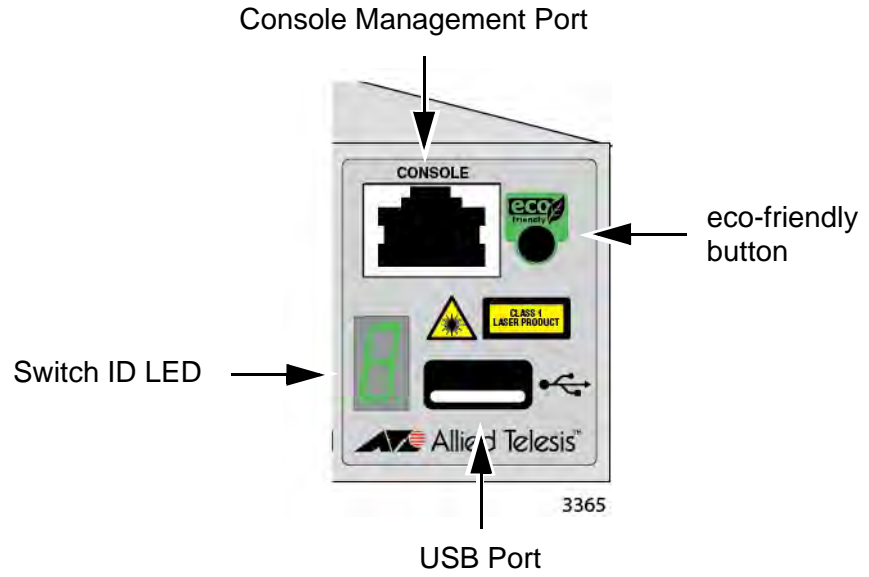 Console Management Port
CONSOLE
eco
friendly
eco-friendly
button
CLASS 1
LASER PRODUCT
Switch ID LED
Allied Telesis™
3365
USB Port